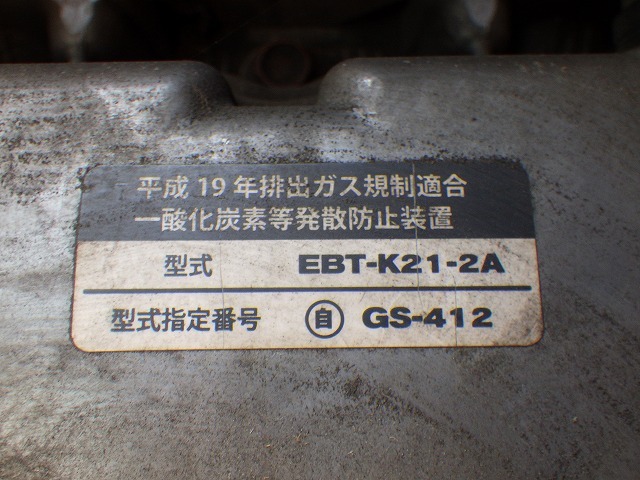 平成19年排出ガス規制適合
一酸化炭素等発散防止装置
型式 EBT-K21-2A
型式指定番号 自 GS-412